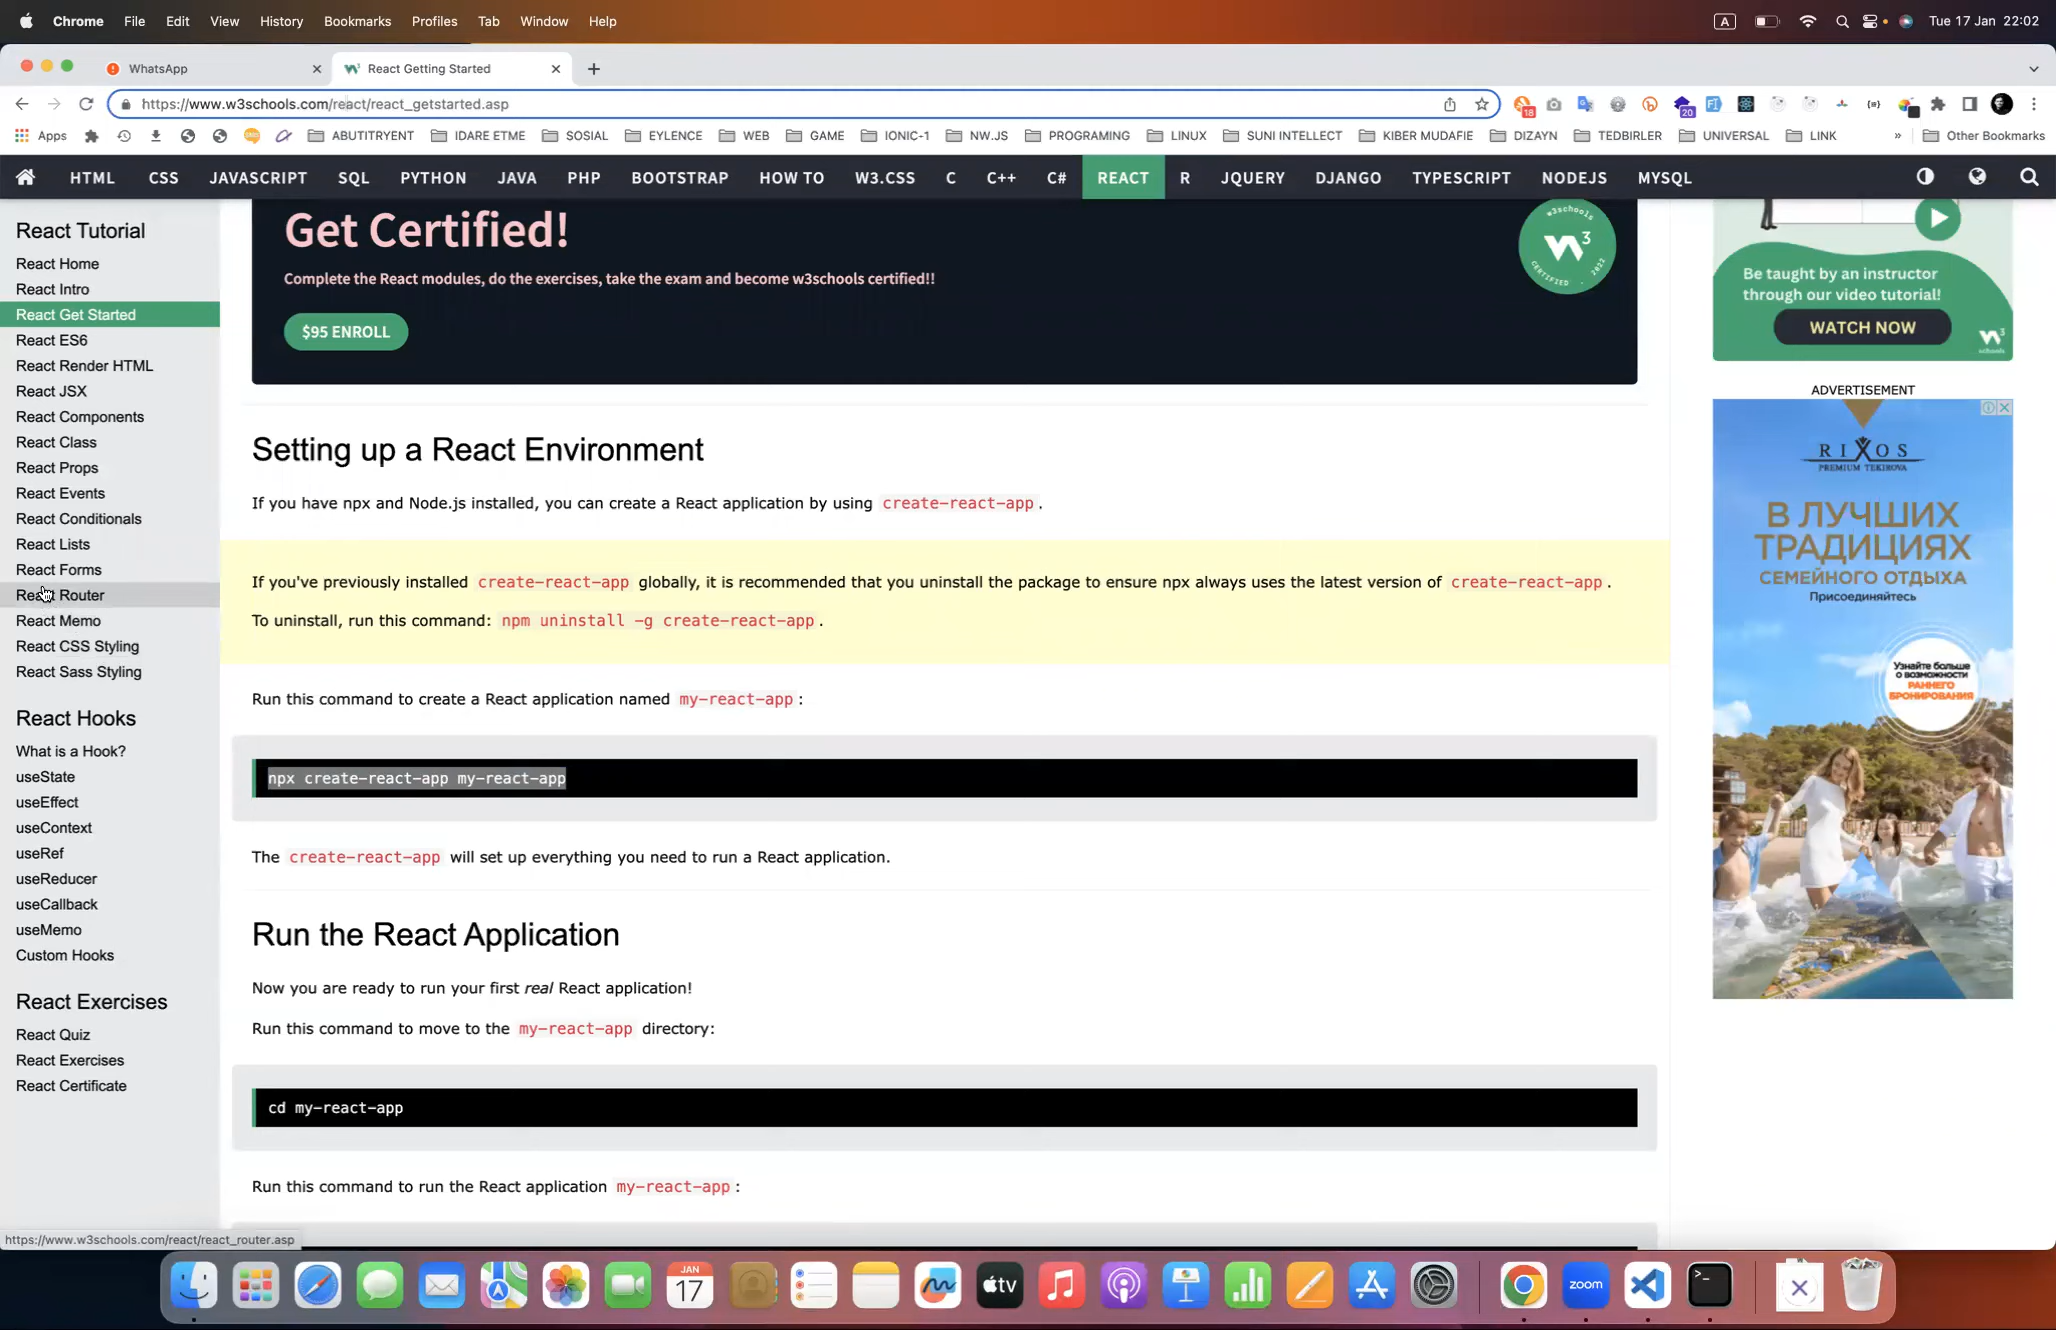 Chrome File Edit View History Bookmarks Profiles Tab Window Help
A
Tue 17 Jan 22:02
WhatsApp
React Getting Started
https://www.w3schools.com/react/react_getstarted.asp
18
20
Apps
ABUTITRYENT
IDARE ETME
SOSIAL
EYLENCE
WEB
GAME
IONIC-1
NW.JS
PROGRAMING
LINUX
SUNI INTELLECT
KIBER MUDAFIE
DIZAYN
TEDBIRLER
UNIVERSAL
LINK
»
Other Bookmarks
HTML CSS JAVASCRIPT SQL PYTHON JAVA PHP BOOTSTRAP HOW TO W3.CSS C C++ C# REACT R JQUERY DJANGO TYPESCRIPT NODEJS MYSQL
React Tutorial
React Home
React Intro
React Get Started
React ES6
React Render HTML
React JSX
React Components
React Class
React Props
React Events
React Conditionals
React Lists
React Forms
React Router
React Memo
React CSS Styling
React Sass Styling
React Hooks
What is a Hook?
useState
useEffect
useContext
useRef
useReducer
useCallback
useMemo
Custom Hooks
React Exercises
React Quiz
React Exercises
React Certificate
https://www.w3schools.com/react/react_router.asp
Get Certified!
Complete the React modules, do the exercises, take the exam and become w3schools certified!!
$95 ENROLL
w3schools
CERTIFIED . 2022
Setting up a React Environment
If you have npx and Node.js installed, you can create a React application by using create-react-app.
If you've previously installed create-react-app globally, it is recommended that you uninstall the package to ensure npx always uses the latest version of create-react-app.
To uninstall, run this command: npm uninstall -g create-react-app.
Run this command to create a React application named my-react-app:
npx create-react-app my-react-app
The create-react-app will set up everything you need to run a React application.
Run the React Application
Now you are ready to run your first real React application!
Run this command to move to the my-react-app directory:
cd my-react-app
Run this command to run the React application my-react-app:
Be taught by an instructor
through our video tutorial!
WATCH NOW
schools
ADVERTISEMENT
RIXOS
PREMIUM TEKIROVA
В ЛУЧШИХ
ТРАДИЦИЯХ
СЕМЕЙНОГО ОТДЫХА
Присоединяйтесь
Узнайте больше
о возможности
РАННЕГО
БРОНИРОВАНИЯ
JAN
17
tv
zoom
>_